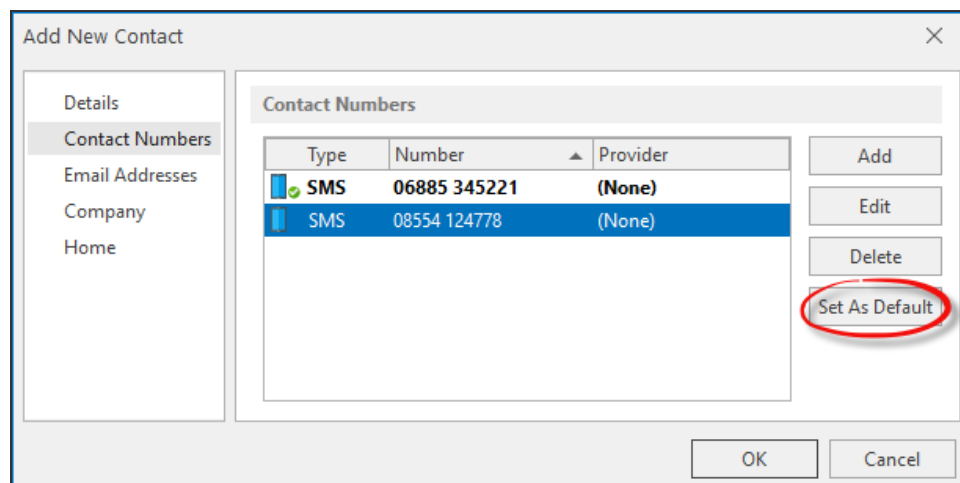 Add New Contact
Details
Contact Numbers
Email Addresses
Company
Home
Contact Numbers
Type Number Provider
SMS 06885 345221 (None)
SMS 08554 124778 (None)
Add
Edit
Delete
Set As Default
OK Cancel